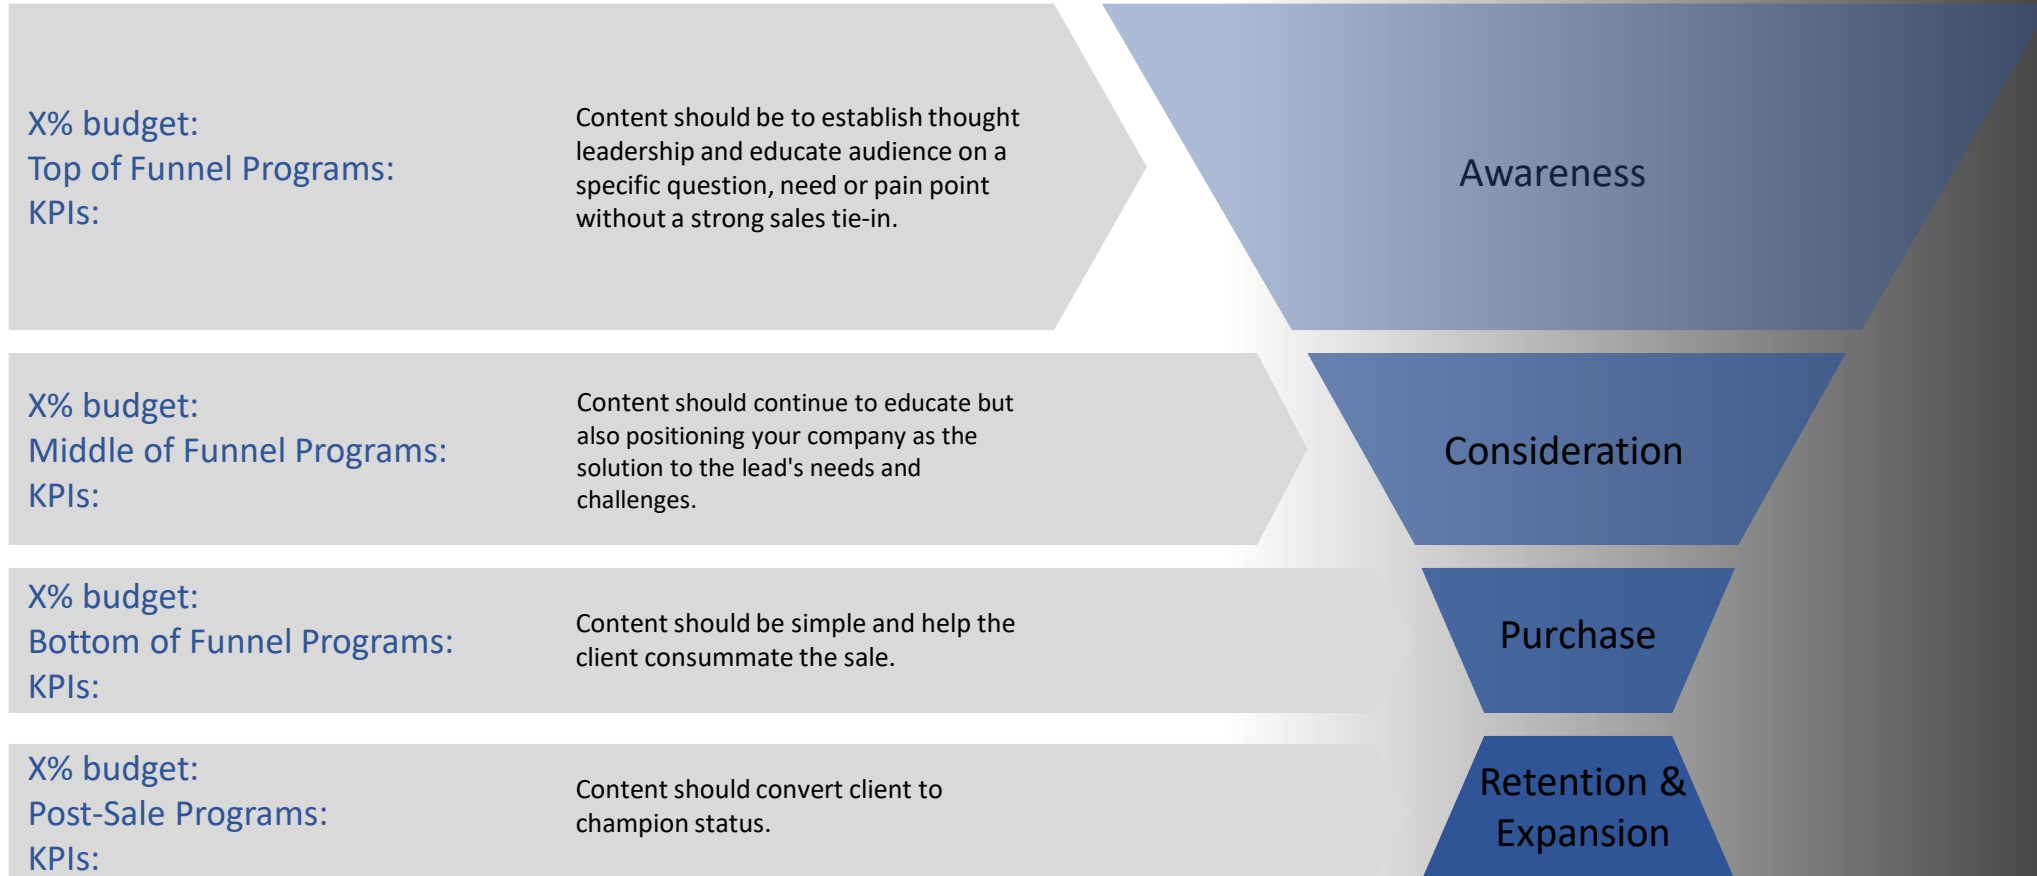 X% budget:
Top of Funnel Programs:
KPIs:
Content should be to establish thought
leadership and educate audience on a
specific question, need or pain point
without a strong sales tie-in.
Awareness
X% budget:
Middle of Funnel Programs:
KPIs:
Content should continue to educate but
also positioning your company as the
solution to the lead's needs and
challenges.
Consideration
X% budget:
Bottom of Funnel Programs:
KPIs:
Content should be simple and help the
client consummate the sale.
Purchase
X% budget:
Post-Sale Programs:
KPIs:
Content should convert client to
champion status.
Retention &
Expansion